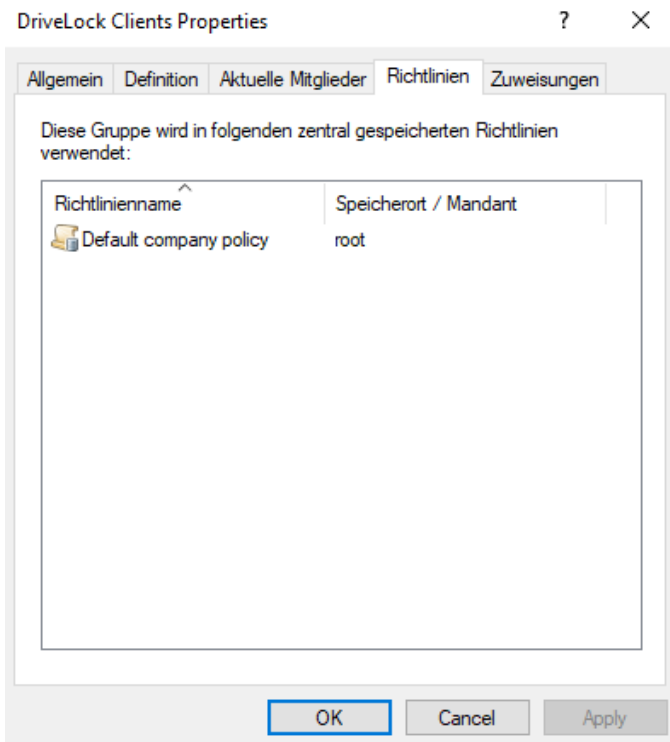 DriveLock Clients Properties ? ×
Allgemein Definition Aktuelle Mitglieder Richtlinien Zuweisungen
Diese Gruppe wird in folgenden zentral gespeicherten Richtlinien
verwendet:
Richtlinienname Speicherort / Mandant
Default company policy root
OK Cancel Apply